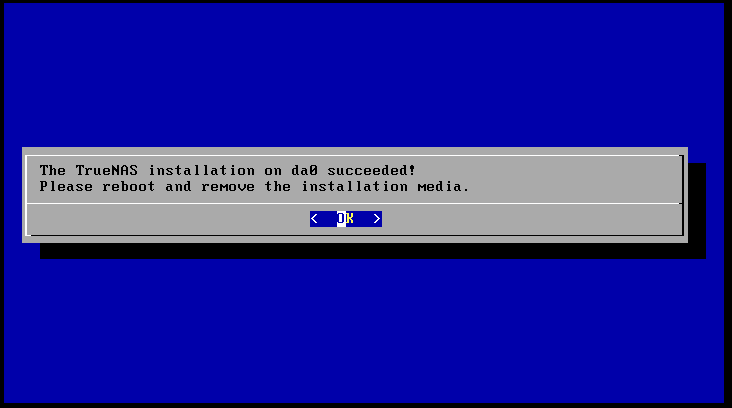 The TrueNAS installation on da0 succeeded!
Please reboot and remove the installation media.
<  OK  >